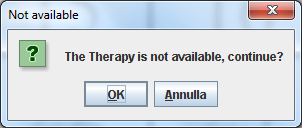 Not available
The Therapy is not available, continue?
OK Annulla